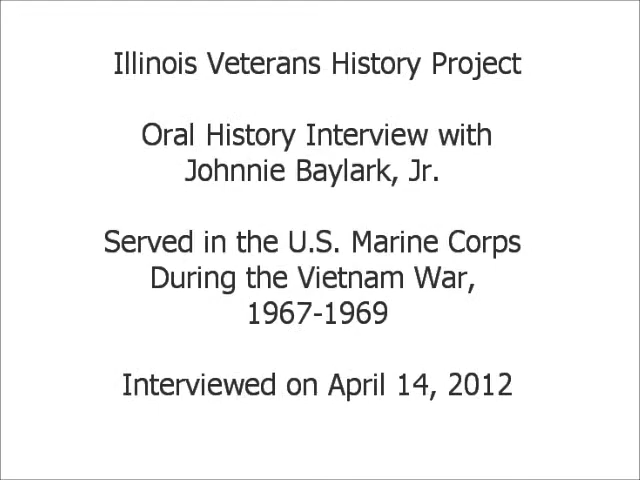 Illinois Veterans History Project
Oral History Interview with
Johnnie Baylark, Jr.
Served in the U.S. Marine Corps
During the Vietnam War,
1967-1969
Interviewed on April 14, 2012